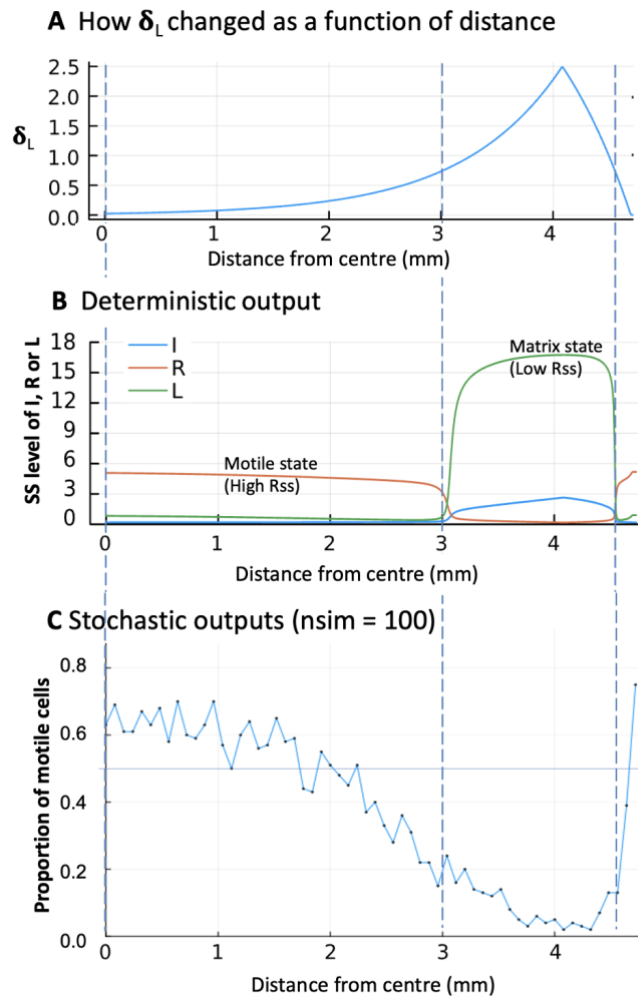 A How δL changed as a function of distance
2.5
2.0
1.5
1.0
0.5
0.0
δL
0 1 2 3 4
Distance from centre (mm)
B Deterministic output
18
15
12
9
6
3
0
SS level of I, R or L
I
R
L
Matrix state
(Low Rss)
Motile state
(High Rss)
0 1 2 3 4
Distance from centre (mm)
C Stochastic outputs (nsim = 100)
0.8
0.6
0.4
0.2
0.0
Proportion of motile cells
0 1 2 3 4
Distance from centre (mm)